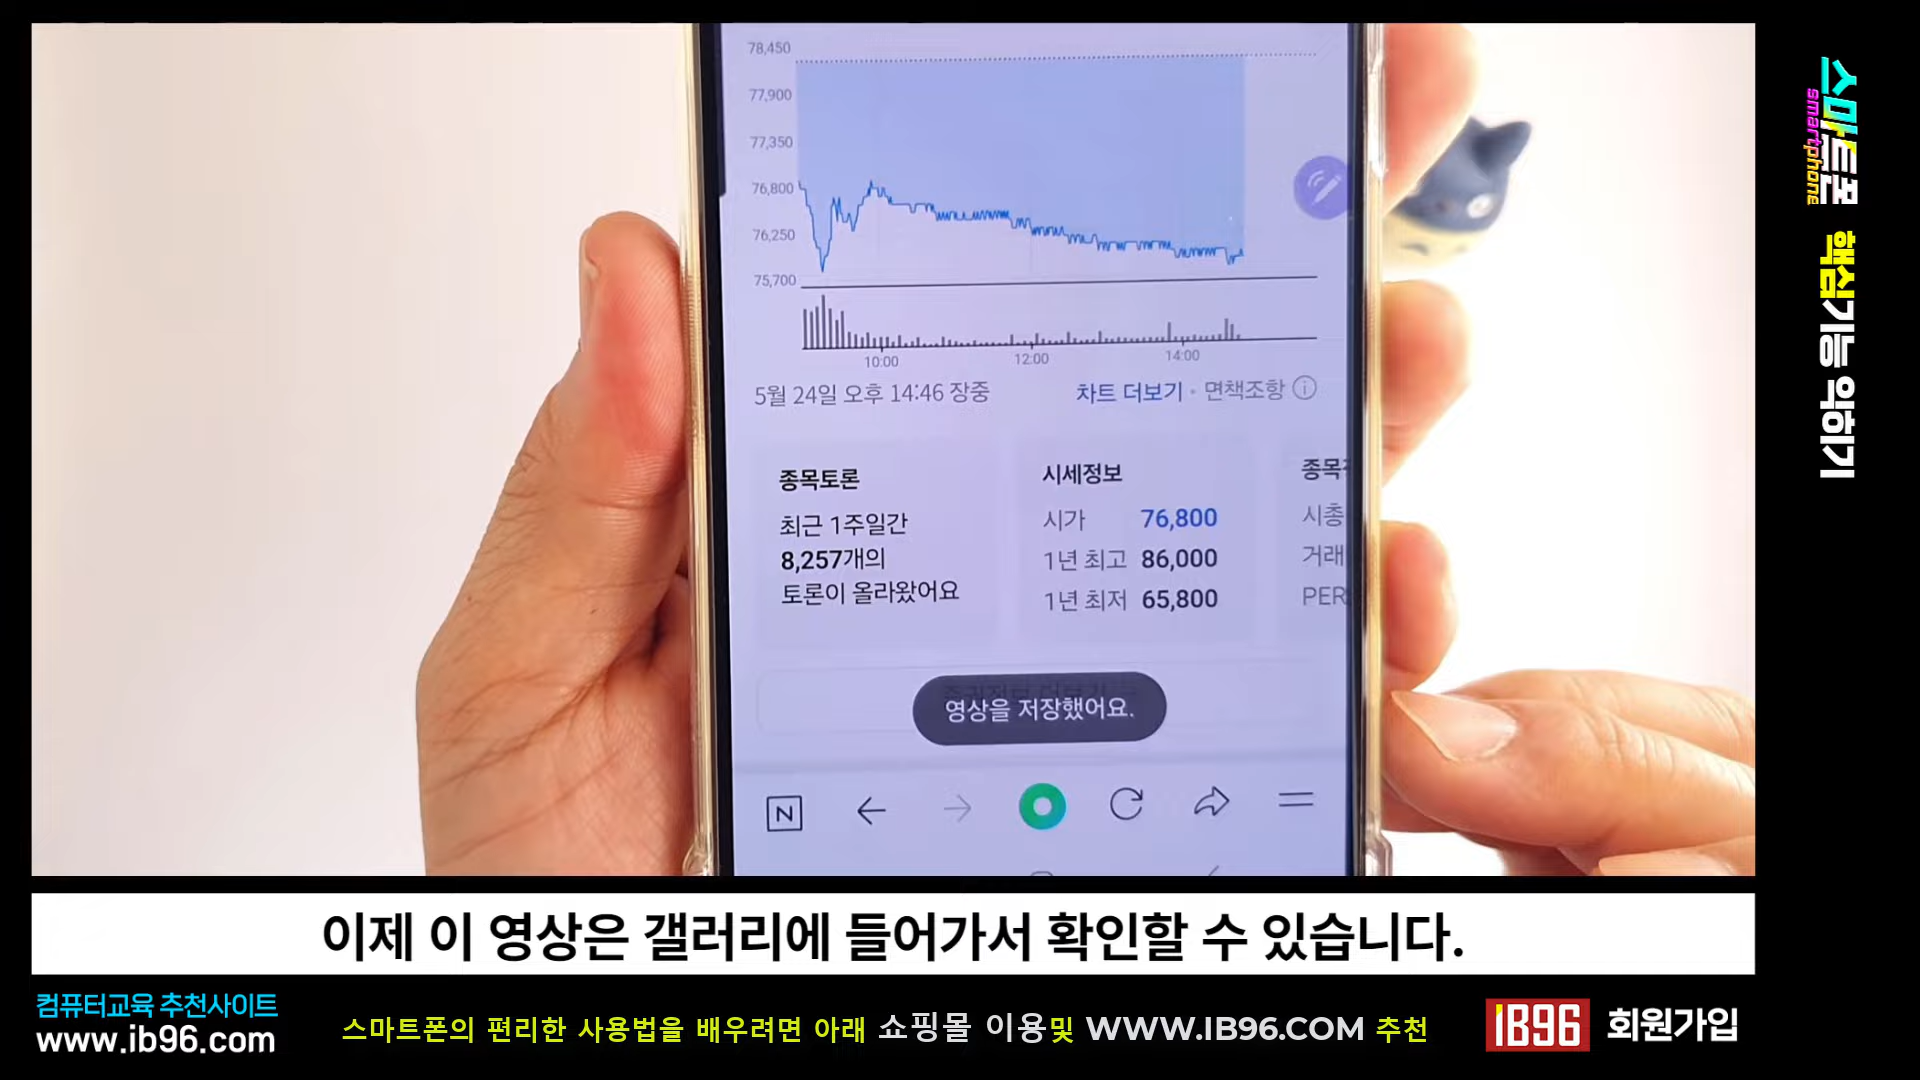 78,450
77,900
77,350
76,800
76,250
75,700
10:00 12:00 14:00
5월 24일 오후 14:46 장중
차트 더보기 · 면책조항
종목토론
최근 1주일간
8,257개의
토론이 올라왔어요
시세정보
시가 76,800
1년 최고 86,000
1년 최저 65,800
시총
거래
PER
영상을 저장했어요.
N
스마트폰
smartphone
핵심기능 익히기
이제 이 영상은 갤러리에 들어가서 확인할 수 있습니다.
컴퓨터교육 추천사이트
www.ib96.com
스마트폰의 편리한 사용법을 배우려면 아래 쇼핑몰 이용및 WWW.IB96.COM 추천
IB96 회원가입